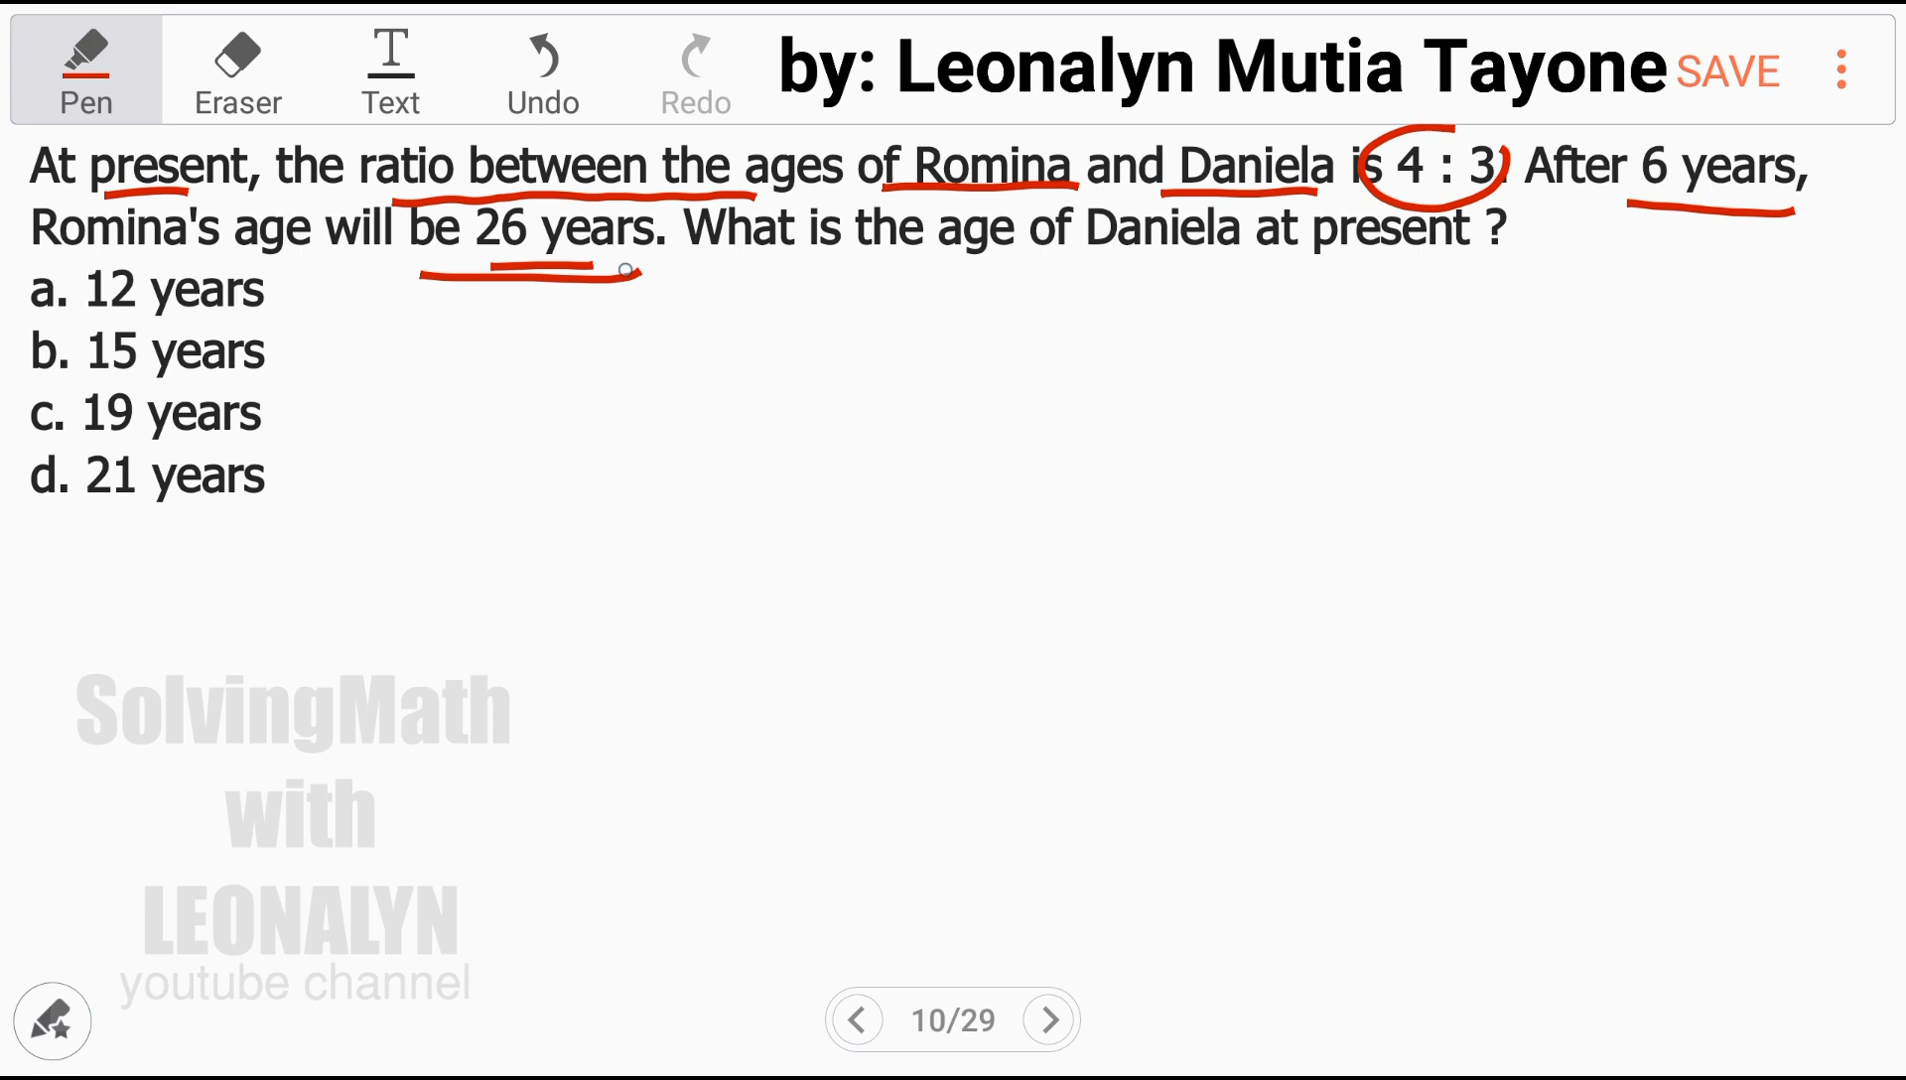 by: Leonalyn Mutia Tayone
SAVE
Pen
Eraser
Text
Undo
Redo
At present, the ratio between the ages of Romina and Daniela is 4 : 3. After 6 years,
Romina's age will be 26 years. What is the age of Daniela at present ?
a. 12 years
b. 15 years
c. 19 years
d. 21 years
SolvingMath
with
LEONALYN
youtube channel
10/29